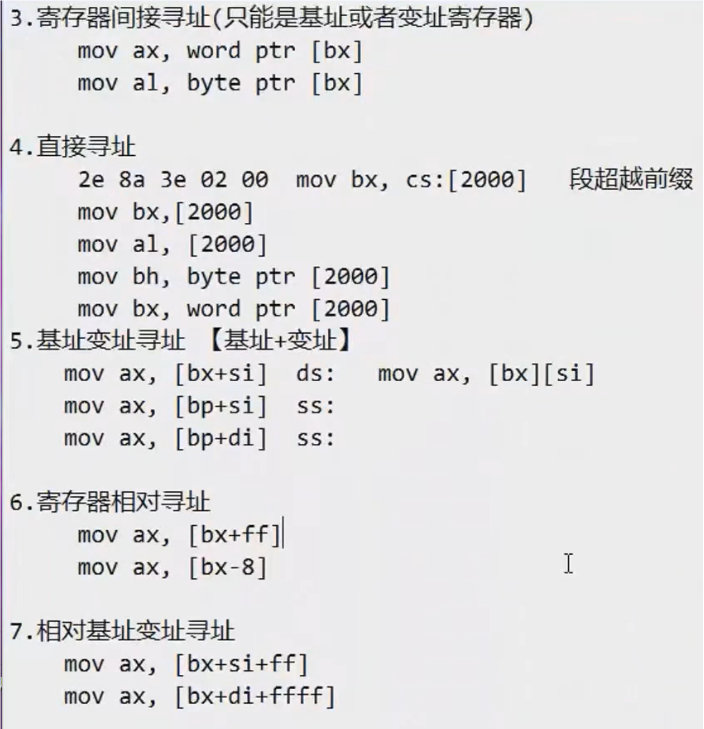 3.寄存器间接寻址(只能是基址或者变址寄存器)
mov ax, word ptr [bx]
mov al, byte ptr [bx]
4.直接寻址
2e 8a 3e 02 00  mov bx, cs:[2000]   段超越前缀
mov bx,[2000]
mov al, [2000]
mov bh, byte ptr [2000]
mov bx, word ptr [2000]
5.基址变址寻址 【基址+变址】
mov ax, [bx+si]  ds:   mov ax, [bx][si]
mov ax, [bp+si]  ss:
mov ax, [bp+di]  ss:
6.寄存器相对寻址
mov ax, [bx+ff]
mov ax, [bx-8]
7.相对基址变址寻址
mov ax, [bx+si+ff]
mov ax, [bx+di+ffff]